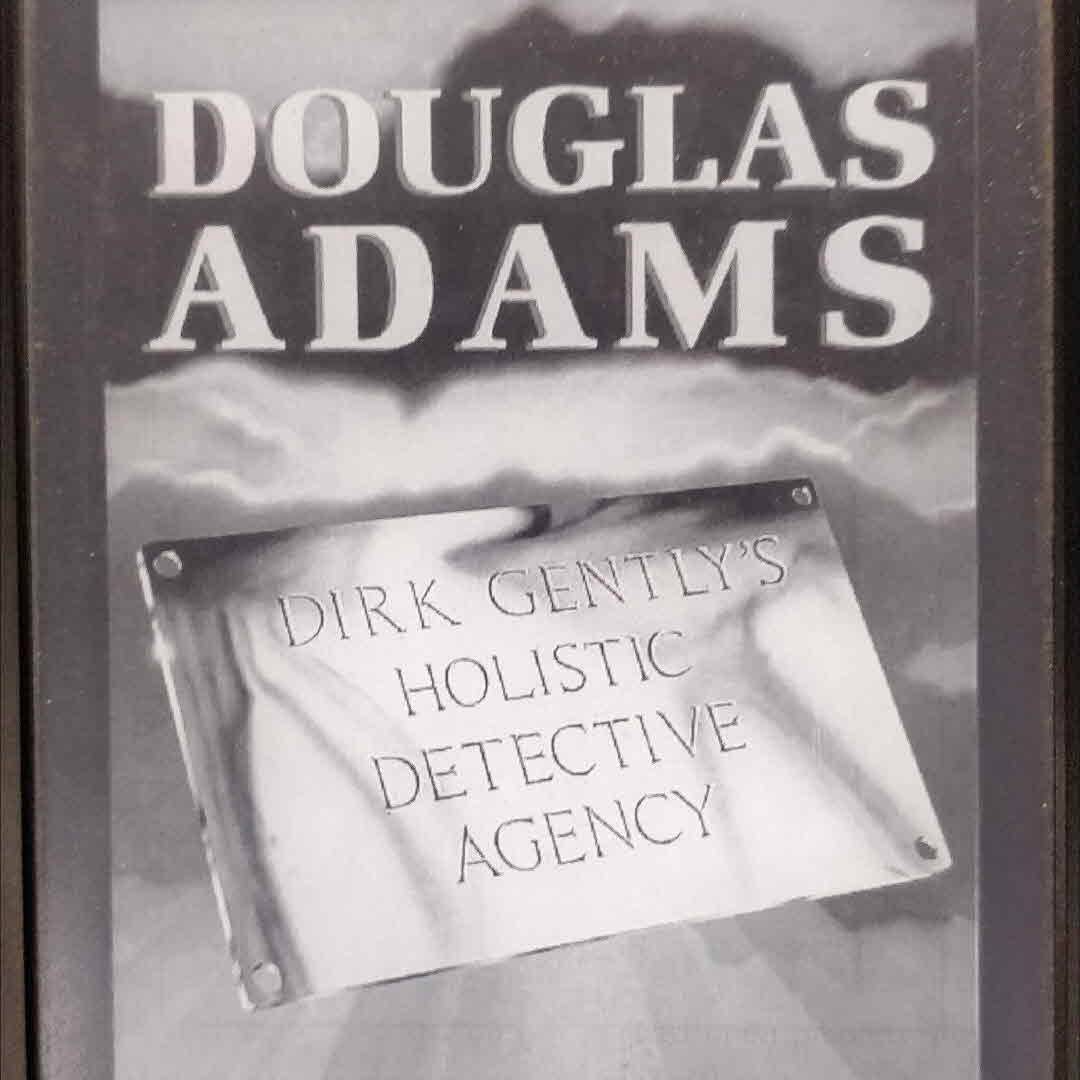 DOUGLAS
ADAMS
DIRK GENTLY'S
HOLISTIC
DETECTIVE
AGENCY